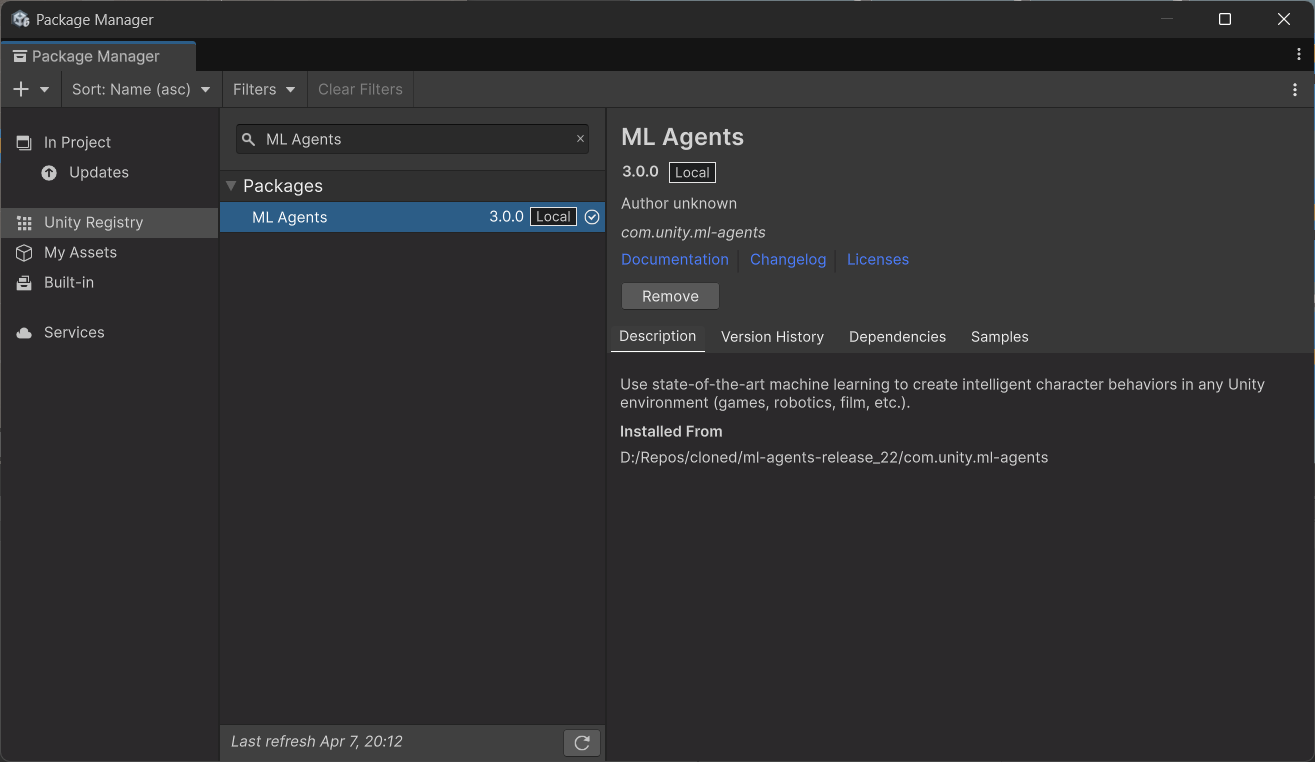 Package Manager
Package Manager
Sort: Name (asc) Filters Clear Filters
In Project
Updates
Unity Registry
My Assets
Built-in
Services
ML Agents
Packages
ML Agents 3.0.0 Local
Last refresh Apr 7, 20:12
ML Agents
3.0.0 Local
Author unknown
com.unity.ml-agents
Documentation Changelog Licenses
Remove
Description Version History Dependencies Samples
Use state-of-the-art machine learning to create intelligent character behaviors in any Unity
environment (games, robotics, film, etc.).
Installed From
D:/Repos/cloned/ml-agents-release_22/com.unity.ml-agents